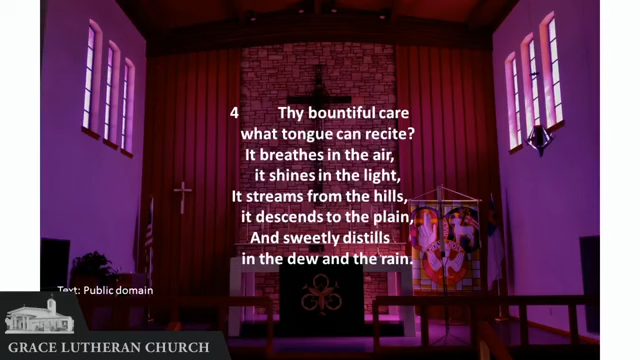 4 Thy bountiful care
what tongue can recite?
It breathes in the air,
it shines in the light,
It streams from the hills,
it descends to the plain,
And sweetly distills
in the dew and the rain.
Text: Public domain
GRACE LUTHERAN CHURCH